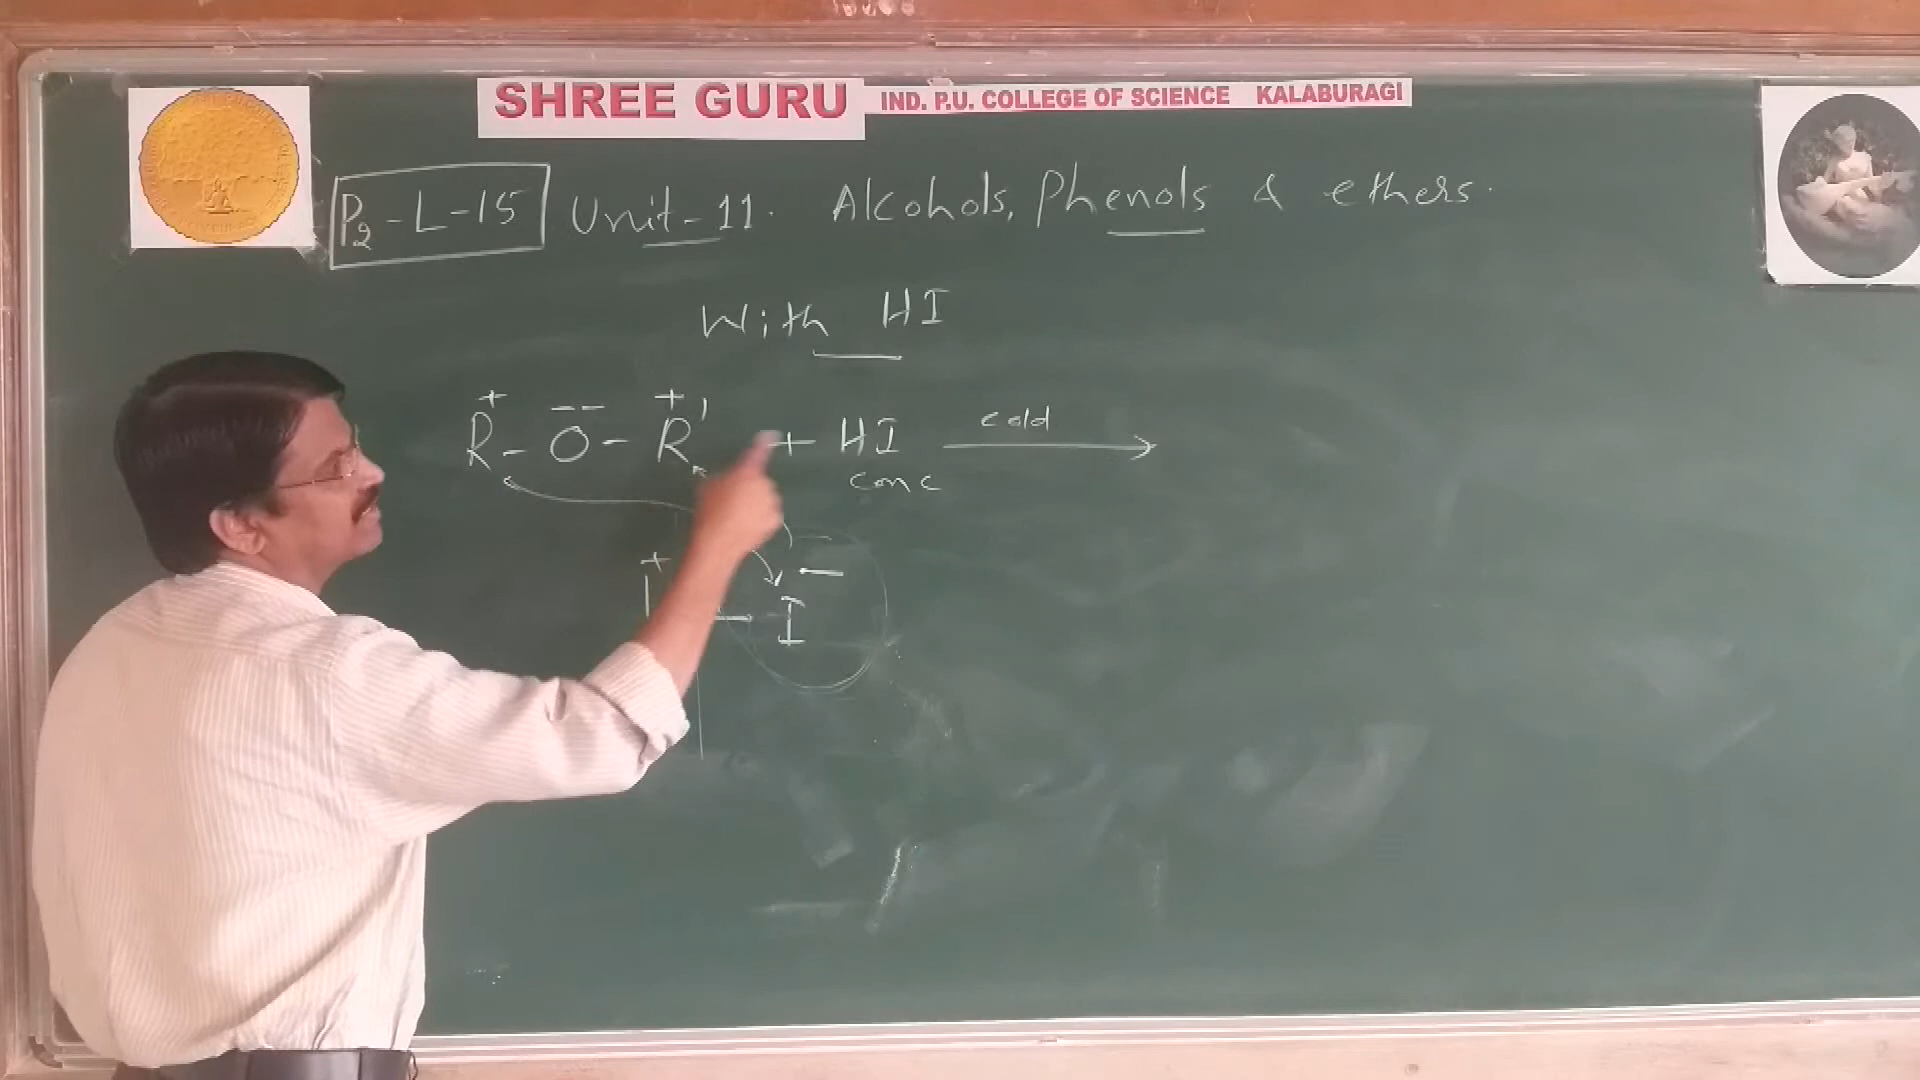 SHREE GURU IND. P.U. COLLEGE OF SCIENCE KALABURAGI
P2-L-15 Unit-11. Alcohols, Phenols & ethers.
With HI
+ -- +
R-O-R' + HI cold
conc
+ -
- I